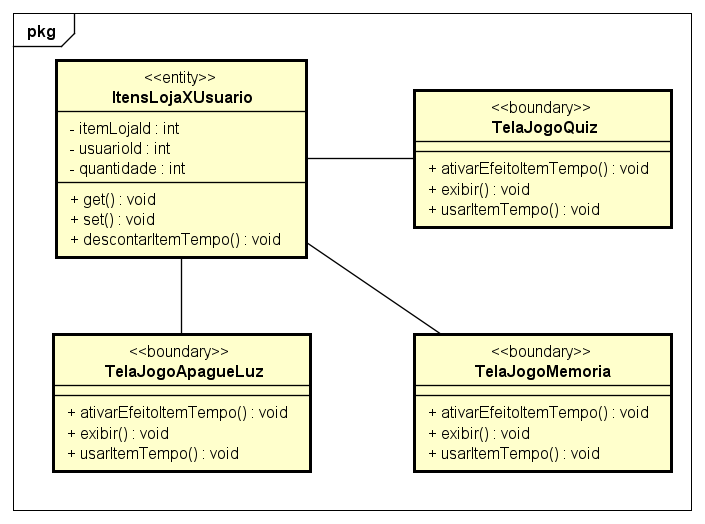 pkg
<<entity>>
ItensLojaXUsuario
- itemLojaId : int
- usuarioId : int
- quantidade : int
+ get() : void
+ set() : void
+ descontarItemTempo() : void
<<boundary>>
TelaJogoQuiz
+ ativarEfeitoItemTempo() : void
+ exibir() : void
+ usarItemTempo() : void
<<boundary>>
TelaJogoApagueLuz
+ ativarEfeitoItemTempo() : void
+ exibir() : void
+ usarItemTempo() : void
<<boundary>>
TelaJogoMemoria
+ ativarEfeitoItemTempo() : void
+ exibir() : void
+ usarItemTempo() : void